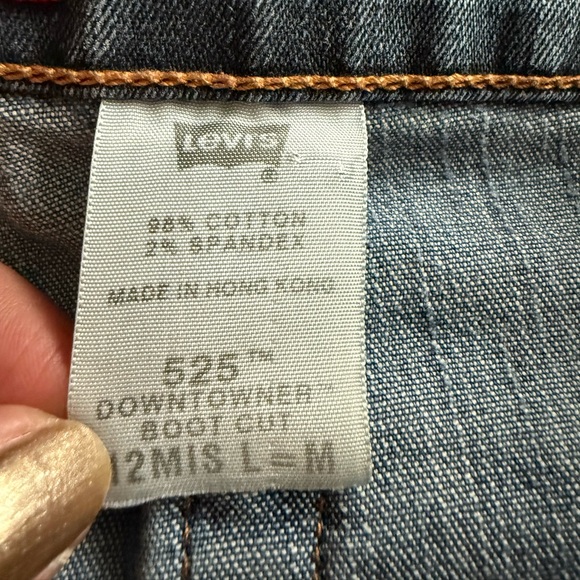 LEVI'S
®
98% COTTON
2% SPANDEX
MADE IN HONG KONG
525™
DOWNTOWNER™
BOOT CUT
12MIS L=M